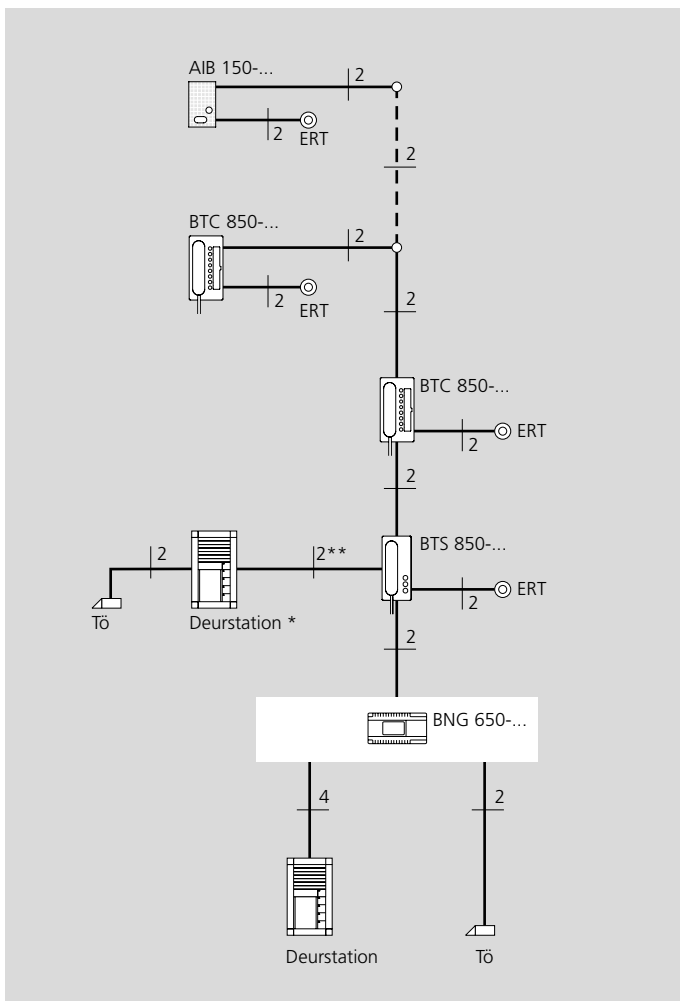 AIB 150-...
2
2
ERT
2
BTC 850-...
2
2
ERT
2
BTC 850-...
2
ERT
2
2
2**
BTS 850-...
2
ERT
Tö
Deurstation *
2
BNG 650-...
4
2
Deurstation
Tö